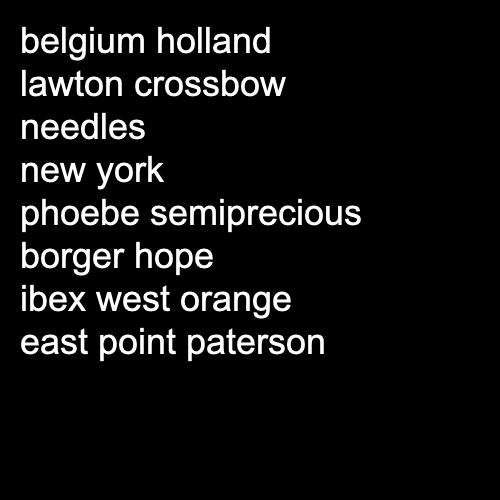 belgium holland
lawton crossbow
needles
new york
phoebe semiprecious
borger hope
ibex west orange
east point paterson